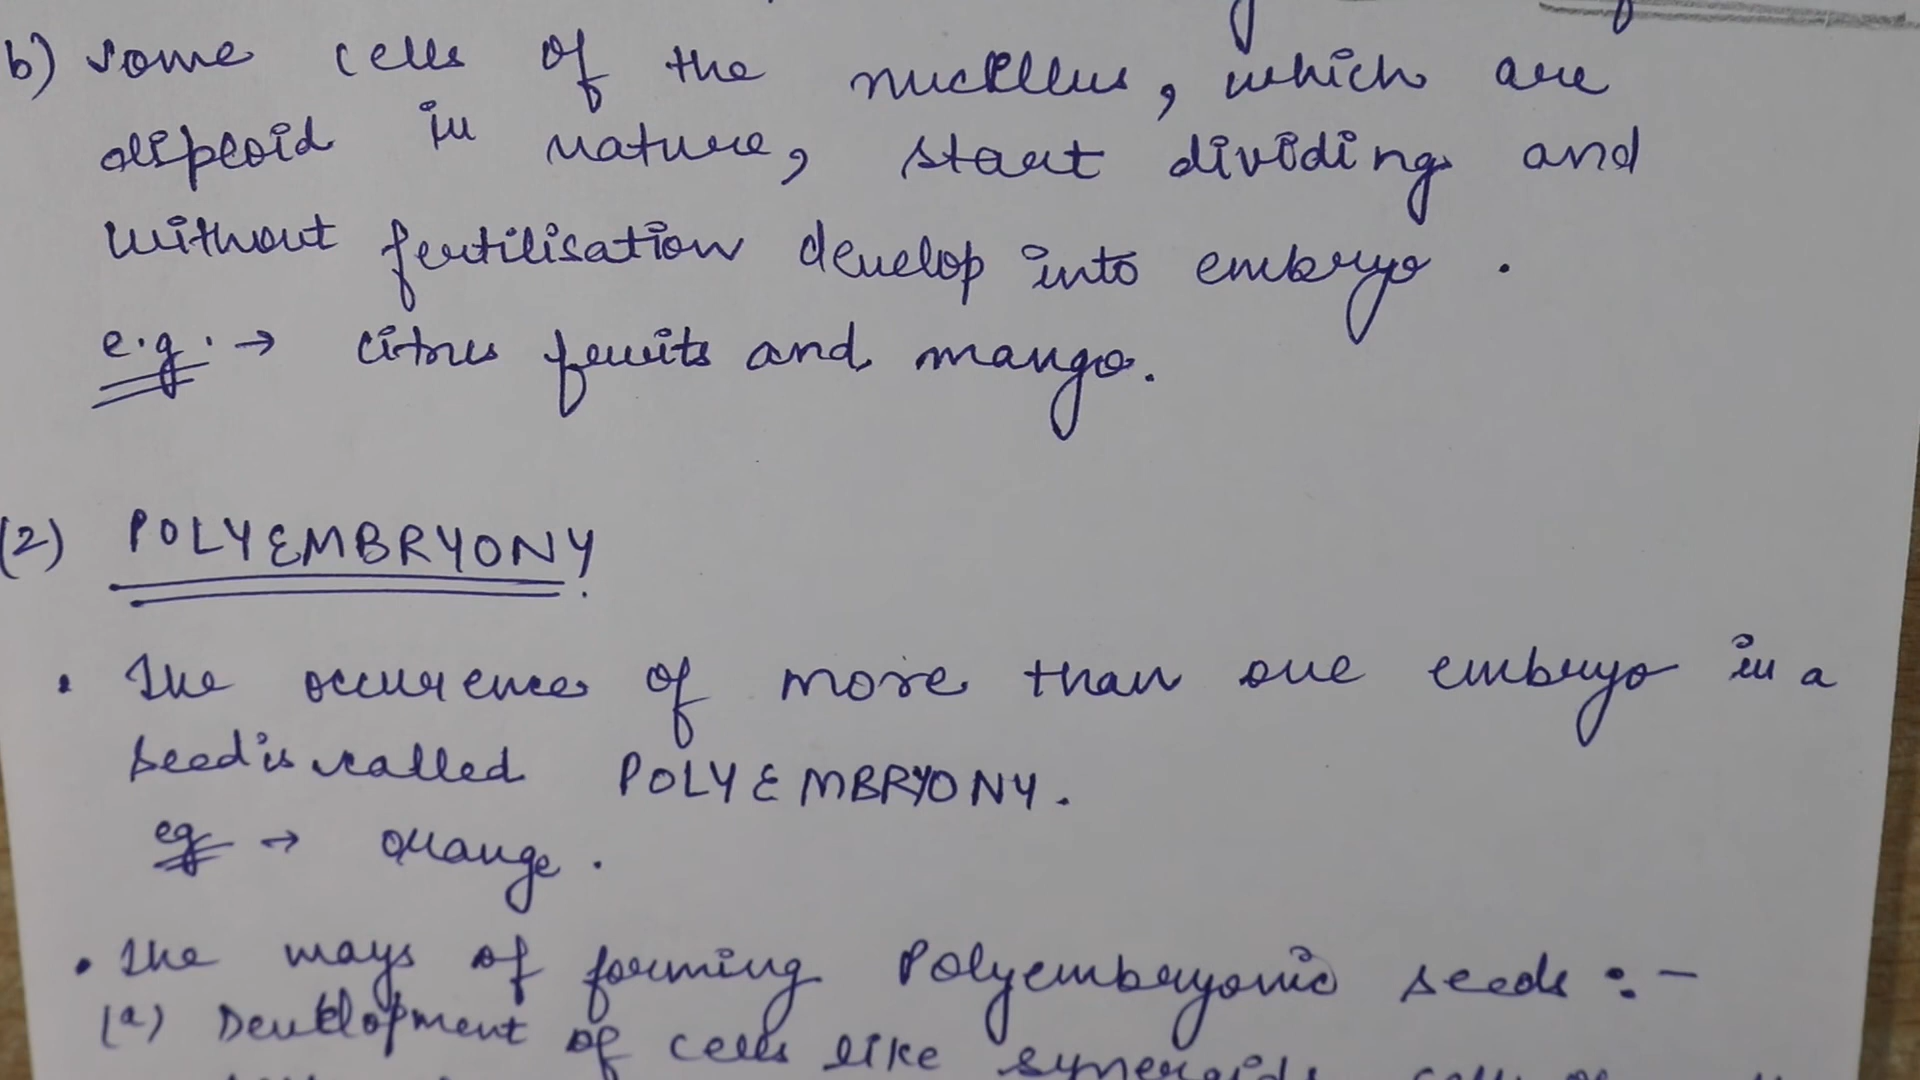 b) Some cells of the nucellus, which are
diploid in nature, start dividing and
without fertilisation develop into embryo.
e.g. → citrus fruits and mango.
(2) POLYEMBRYONY
• The occurence of more than one embryo in a
seed is called POLYEMBRYONY.
eg → orange.
• The ways of forming Polyembryonic seeds :-
(a) Development of cells like synergids